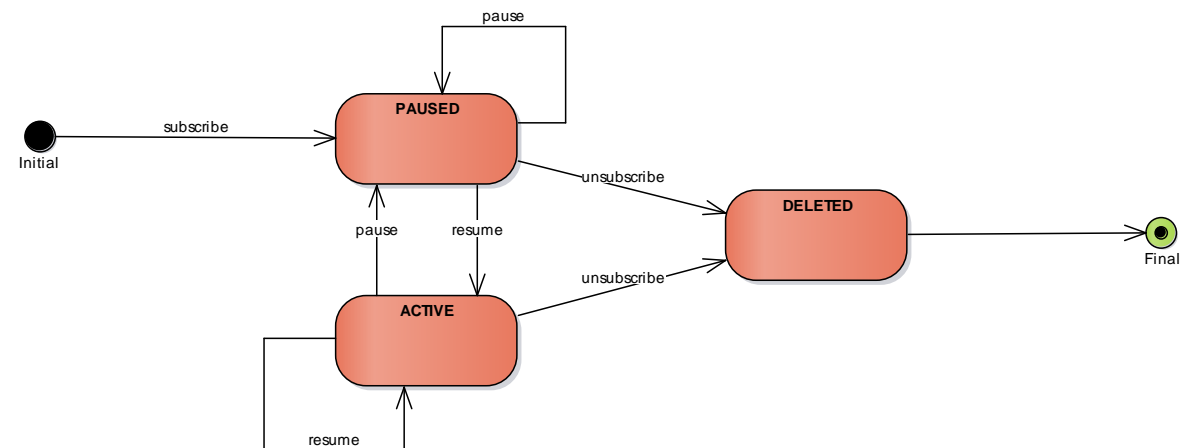 pause
PAUSED
subscribe
Initial
unsubscribe
DELETED
pause
resume
Final
unsubscribe
ACTIVE
resume